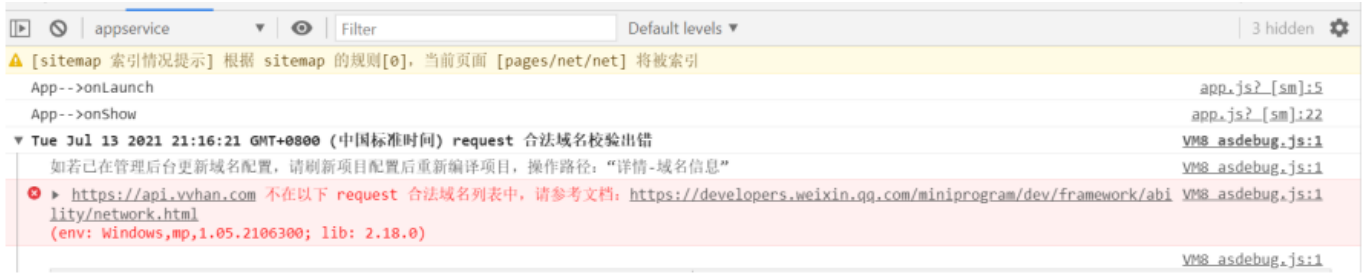 appservice Filter Default levels ▼ 3 hidden
[sitemap 索引情况提示] 根据 sitemap 的规则[0]，当前页面 [pages/net/net] 将被索引
App-->onLaunch app.js? [sm]:5
App-->onShow app.js? [sm]:22
Tue Jul 13 2021 21:16:21 GMT+0800 (中国标准时间) request 合法域名校验出错 VM8 asdebug.js:1
如若已在管理后台更新域名配置，请刷新项目配置后重新编译项目，操作路径：“详情-域名信息” VM8 asdebug.js:1
https://api.vvhan.com 不在以下 request 合法域名列表中，请参考文档：https://developers.weixin.qq.com/miniprogram/dev/framework/abi VM8 asdebug.js:1
lity/network.html
(env: Windows,mp,1.05.2106300; lib: 2.18.0)
VM8 asdebug.js:1